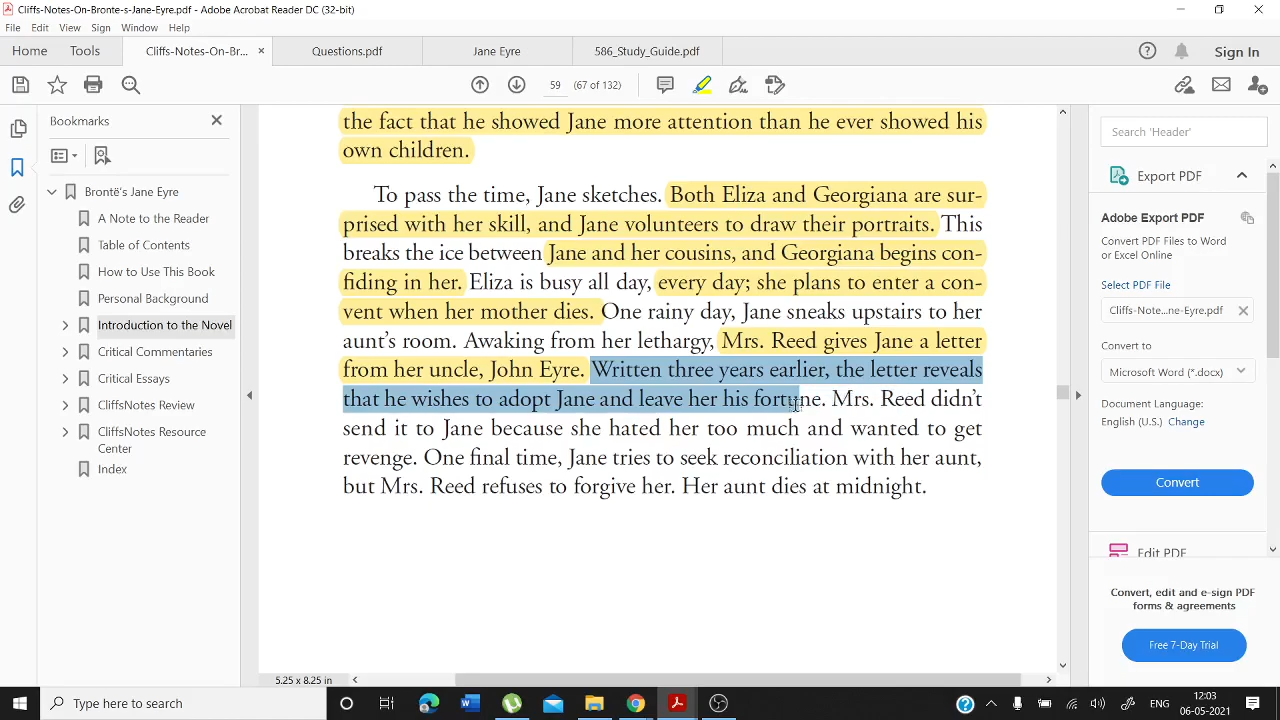 Cliffs-Notes-On-Bronte-s-Jane-Eyre.pdf - Adobe Acrobat Reader DC (32-bit)
File Edit View Sign Window Help
Home Tools Cliffs-Notes-On-Br... × Questions.pdf Jane Eyre 586_Study_Guide.pdf Sign In
59 (67 of 132)
Bookmarks
Brontë's Jane Eyre
A Note to the Reader
Table of Contents
How to Use This Book
Personal Background
Introduction to the Novel
Critical Commentaries
Critical Essays
CliffsNotes Review
CliffsNotes Resource
Center
Index
the fact that he showed Jane more attention than he ever showed his
own children.
To pass the time, Jane sketches. Both Eliza and Georgiana are sur-
prised with her skill, and Jane volunteers to draw their portraits. This
breaks the ice between Jane and her cousins, and Georgiana begins con-
fiding in her. Eliza is busy all day, every day; she plans to enter a con-
vent when her mother dies. One rainy day, Jane sneaks upstairs to her
aunt's room. Awaking from her lethargy, Mrs. Reed gives Jane a letter
from her uncle, John Eyre. Written three years earlier, the letter reveals
that he wishes to adopt Jane and leave her his fortune. Mrs. Reed didn't
send it to Jane because she hated her too much and wanted to get
revenge. One final time, Jane tries to seek reconciliation with her aunt,
but Mrs. Reed refuses to forgive her. Her aunt dies at midnight.
5.25 x 8.25 in
Search 'Header'
Export PDF
Adobe Export PDF
Convert PDF Files to Word
or Excel Online
Select PDF File
Cliffs-Note...ne-Eyre.pdf
Convert to
Microsoft Word (*.docx)
Document Language:
English (U.S.) Change
Convert
Edit PDF
Convert, edit and e-sign PDF
forms & agreements
Free 7-Day Trial
Type here to search
ENG
12:03
06-05-2021